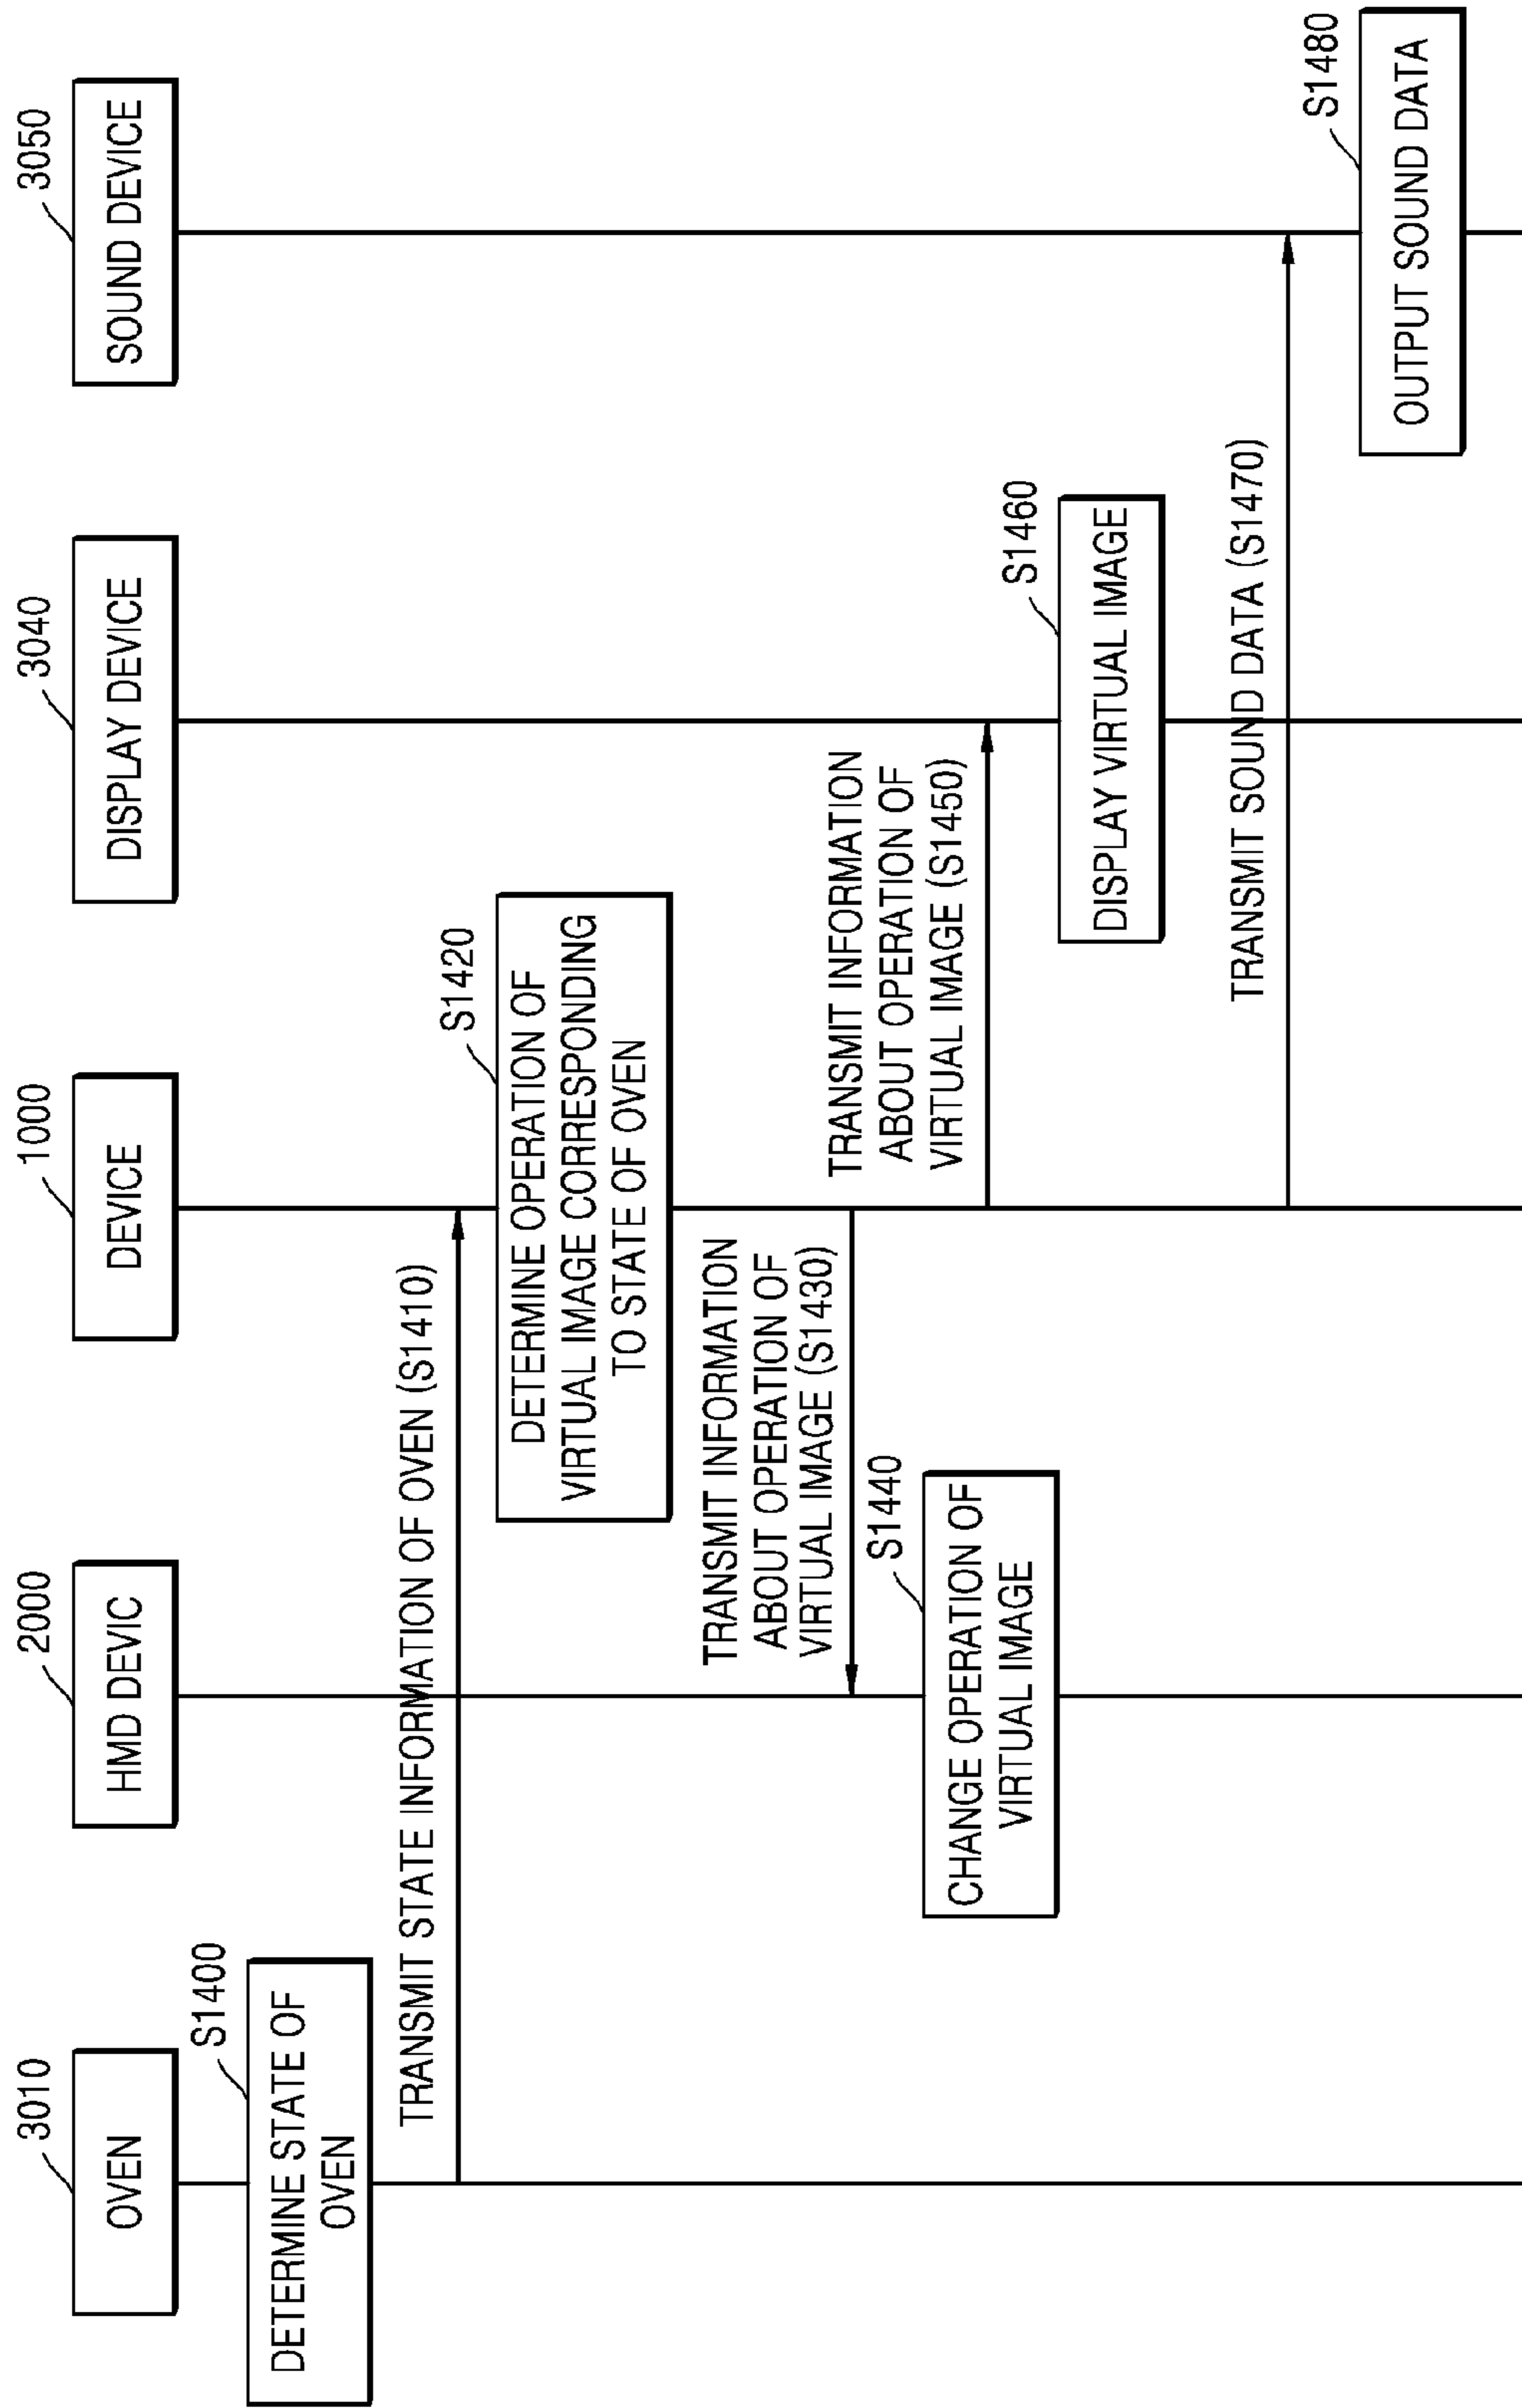 3010
2000
1000
3040
3050
OVEN
HMD DEVIC
DEVICE
DISPLAY DEVICE
SOUND DEVICE
S1400
DETERMINE STATE OF
OVEN
TRANSMIT STATE INFORMATION OF OVEN (S1410)
S1420
DETERMINE OPERATION OF
VIRTUAL IMAGE CORRESPONDING
TO STATE OF OVEN
TRANSMIT INFORMATION
ABOUT OPERATION OF
VIRTUAL IMAGE (S1430)
S1440
CHANGE OPERATION OF
VIRTUAL IMAGE
TRANSMIT INFORMATION
ABOUT OPERATION OF
VIRTUAL IMAGE (S1450)
S1460
DISPLAY VIRTUAL IMAGE
TRANSMIT SOUND DATA (S1470)
S1480
OUTPUT SOUND DATA